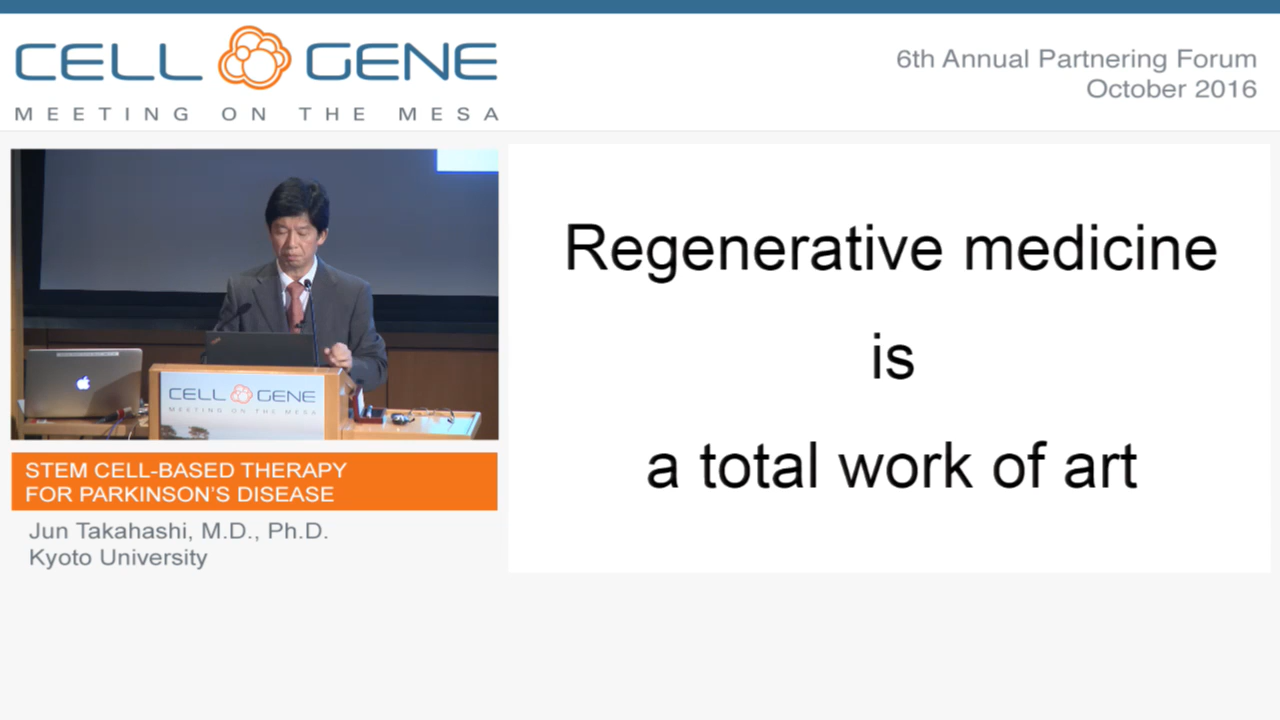 CELL GENE
MEETING ON THE MESA
6th Annual Partnering Forum
October 2016
CELL GENE
MEETING ON THE MESA
STEM CELL-BASED THERAPY
FOR PARKINSON'S DISEASE
Jun Takahashi, M.D., Ph.D.
Kyoto University
Regenerative medicine
is
a total work of art